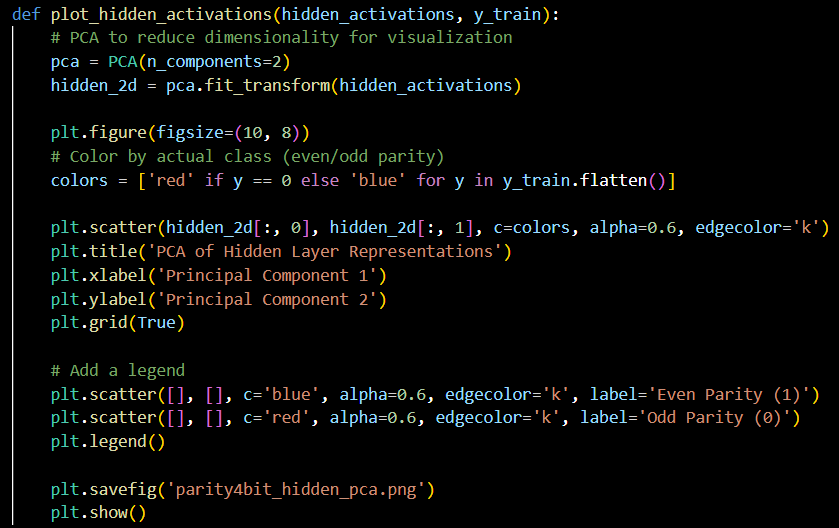 def plot_hidden_activations(hidden_activations, y_train):
    # PCA to reduce dimensionality for visualization
    pca = PCA(n_components=2)
    hidden_2d = pca.fit_transform(hidden_activations)

    plt.figure(figsize=(10, 8))
    # Color by actual class (even/odd parity)
    colors = ['red' if y == 0 else 'blue' for y in y_train.flatten()]

    plt.scatter(hidden_2d[:, 0], hidden_2d[:, 1], c=colors, alpha=0.6, edgecolor='k')
    plt.title('PCA of Hidden Layer Representations')
    plt.xlabel('Principal Component 1')
    plt.ylabel('Principal Component 2')
    plt.grid(True)

    # Add a legend
    plt.scatter([], [], c='blue', alpha=0.6, edgecolor='k', label='Even Parity (1)')
    plt.scatter([], [], c='red', alpha=0.6, edgecolor='k', label='Odd Parity (0)')
    plt.legend()

    plt.savefig('parity4bit_hidden_pca.png')
    plt.show()